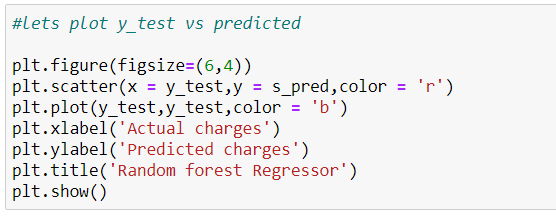 #Lets plot y_test vs predicted
plt.figure(figsize=(6,4))
plt.scatter(x = y_test,y = s_pred,color = 'r')
plt.plot(y_test,y_test,color = 'b')
plt.xlabel('Actual charges')
plt.ylabel('Predicted charges')
plt.title('Random forest Regressor')
plt.show()